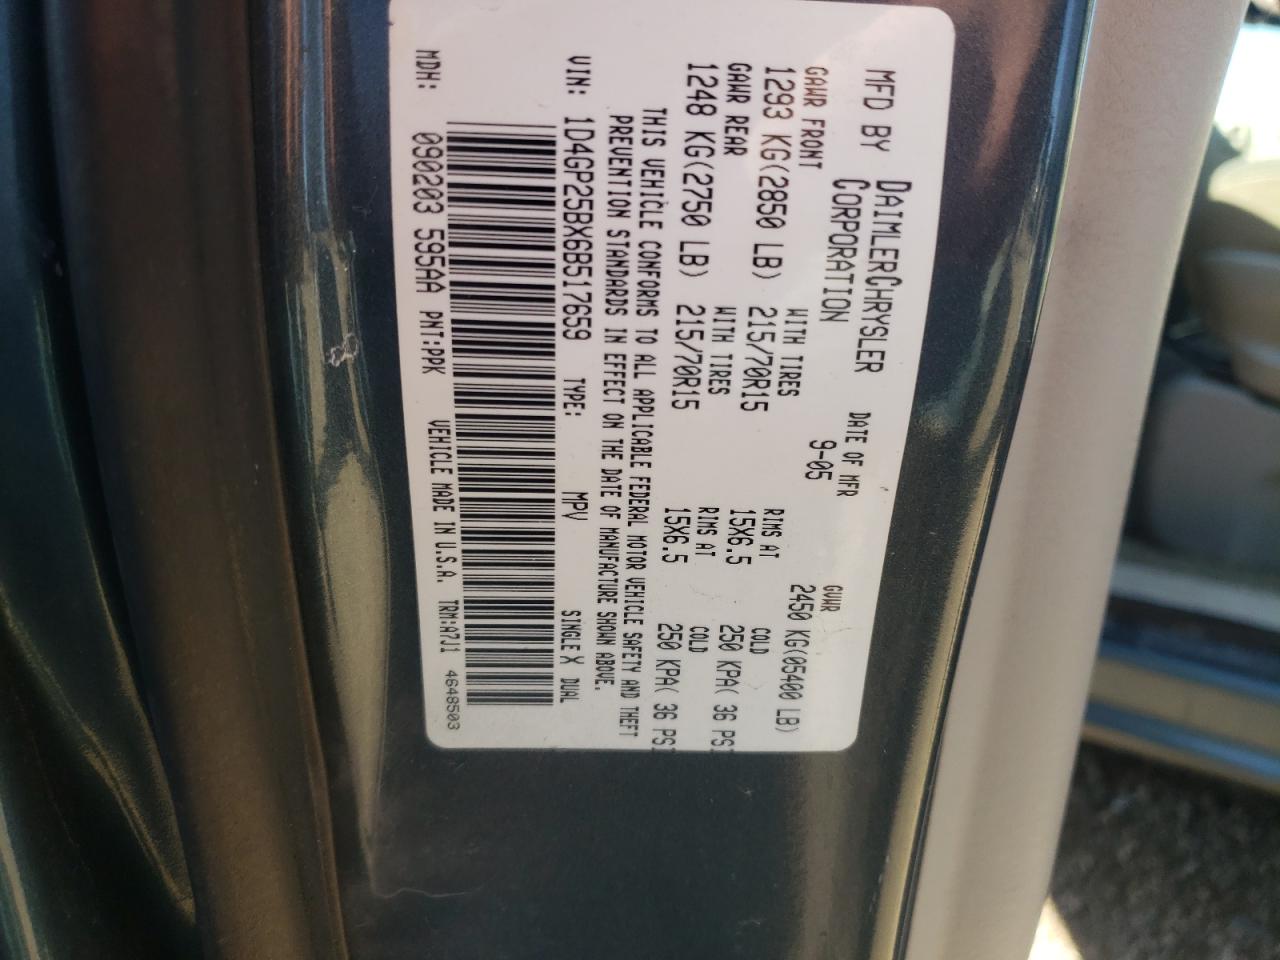 MFD BY DAIMLERCHRYSLER CORPORATION DATE OF MFR 9-05 GVWR 2450 KG(05400 LB)
GAWR FRONT WITH TIRES RIMS AT COLD
1293 KG(2850 LB) 215/70R15 15X6.5 250 KPA( 36 PSI
GAWR REAR WITH TIRES RIMS AT COLD
1248 KG(2750 LB) 215/70R15 15X6.5 250 KPA( 36 PSI
THIS VEHICLE CONFORMS TO ALL APPLICABLE FEDERAL MOTOR VEHICLE SAFETY AND THEFT
PREVENTION STANDARDS IN EFFECT ON THE DATE OF MANUFACTURE SHOWN ABOVE.
VIN: 1D4GP25BX6B517659 TYPE: MPV SINGLE X DUAL
MDH: 090203 595AA PNT:PPK VEHICLE MADE IN U.S.A. TRM:A7J1 4648503